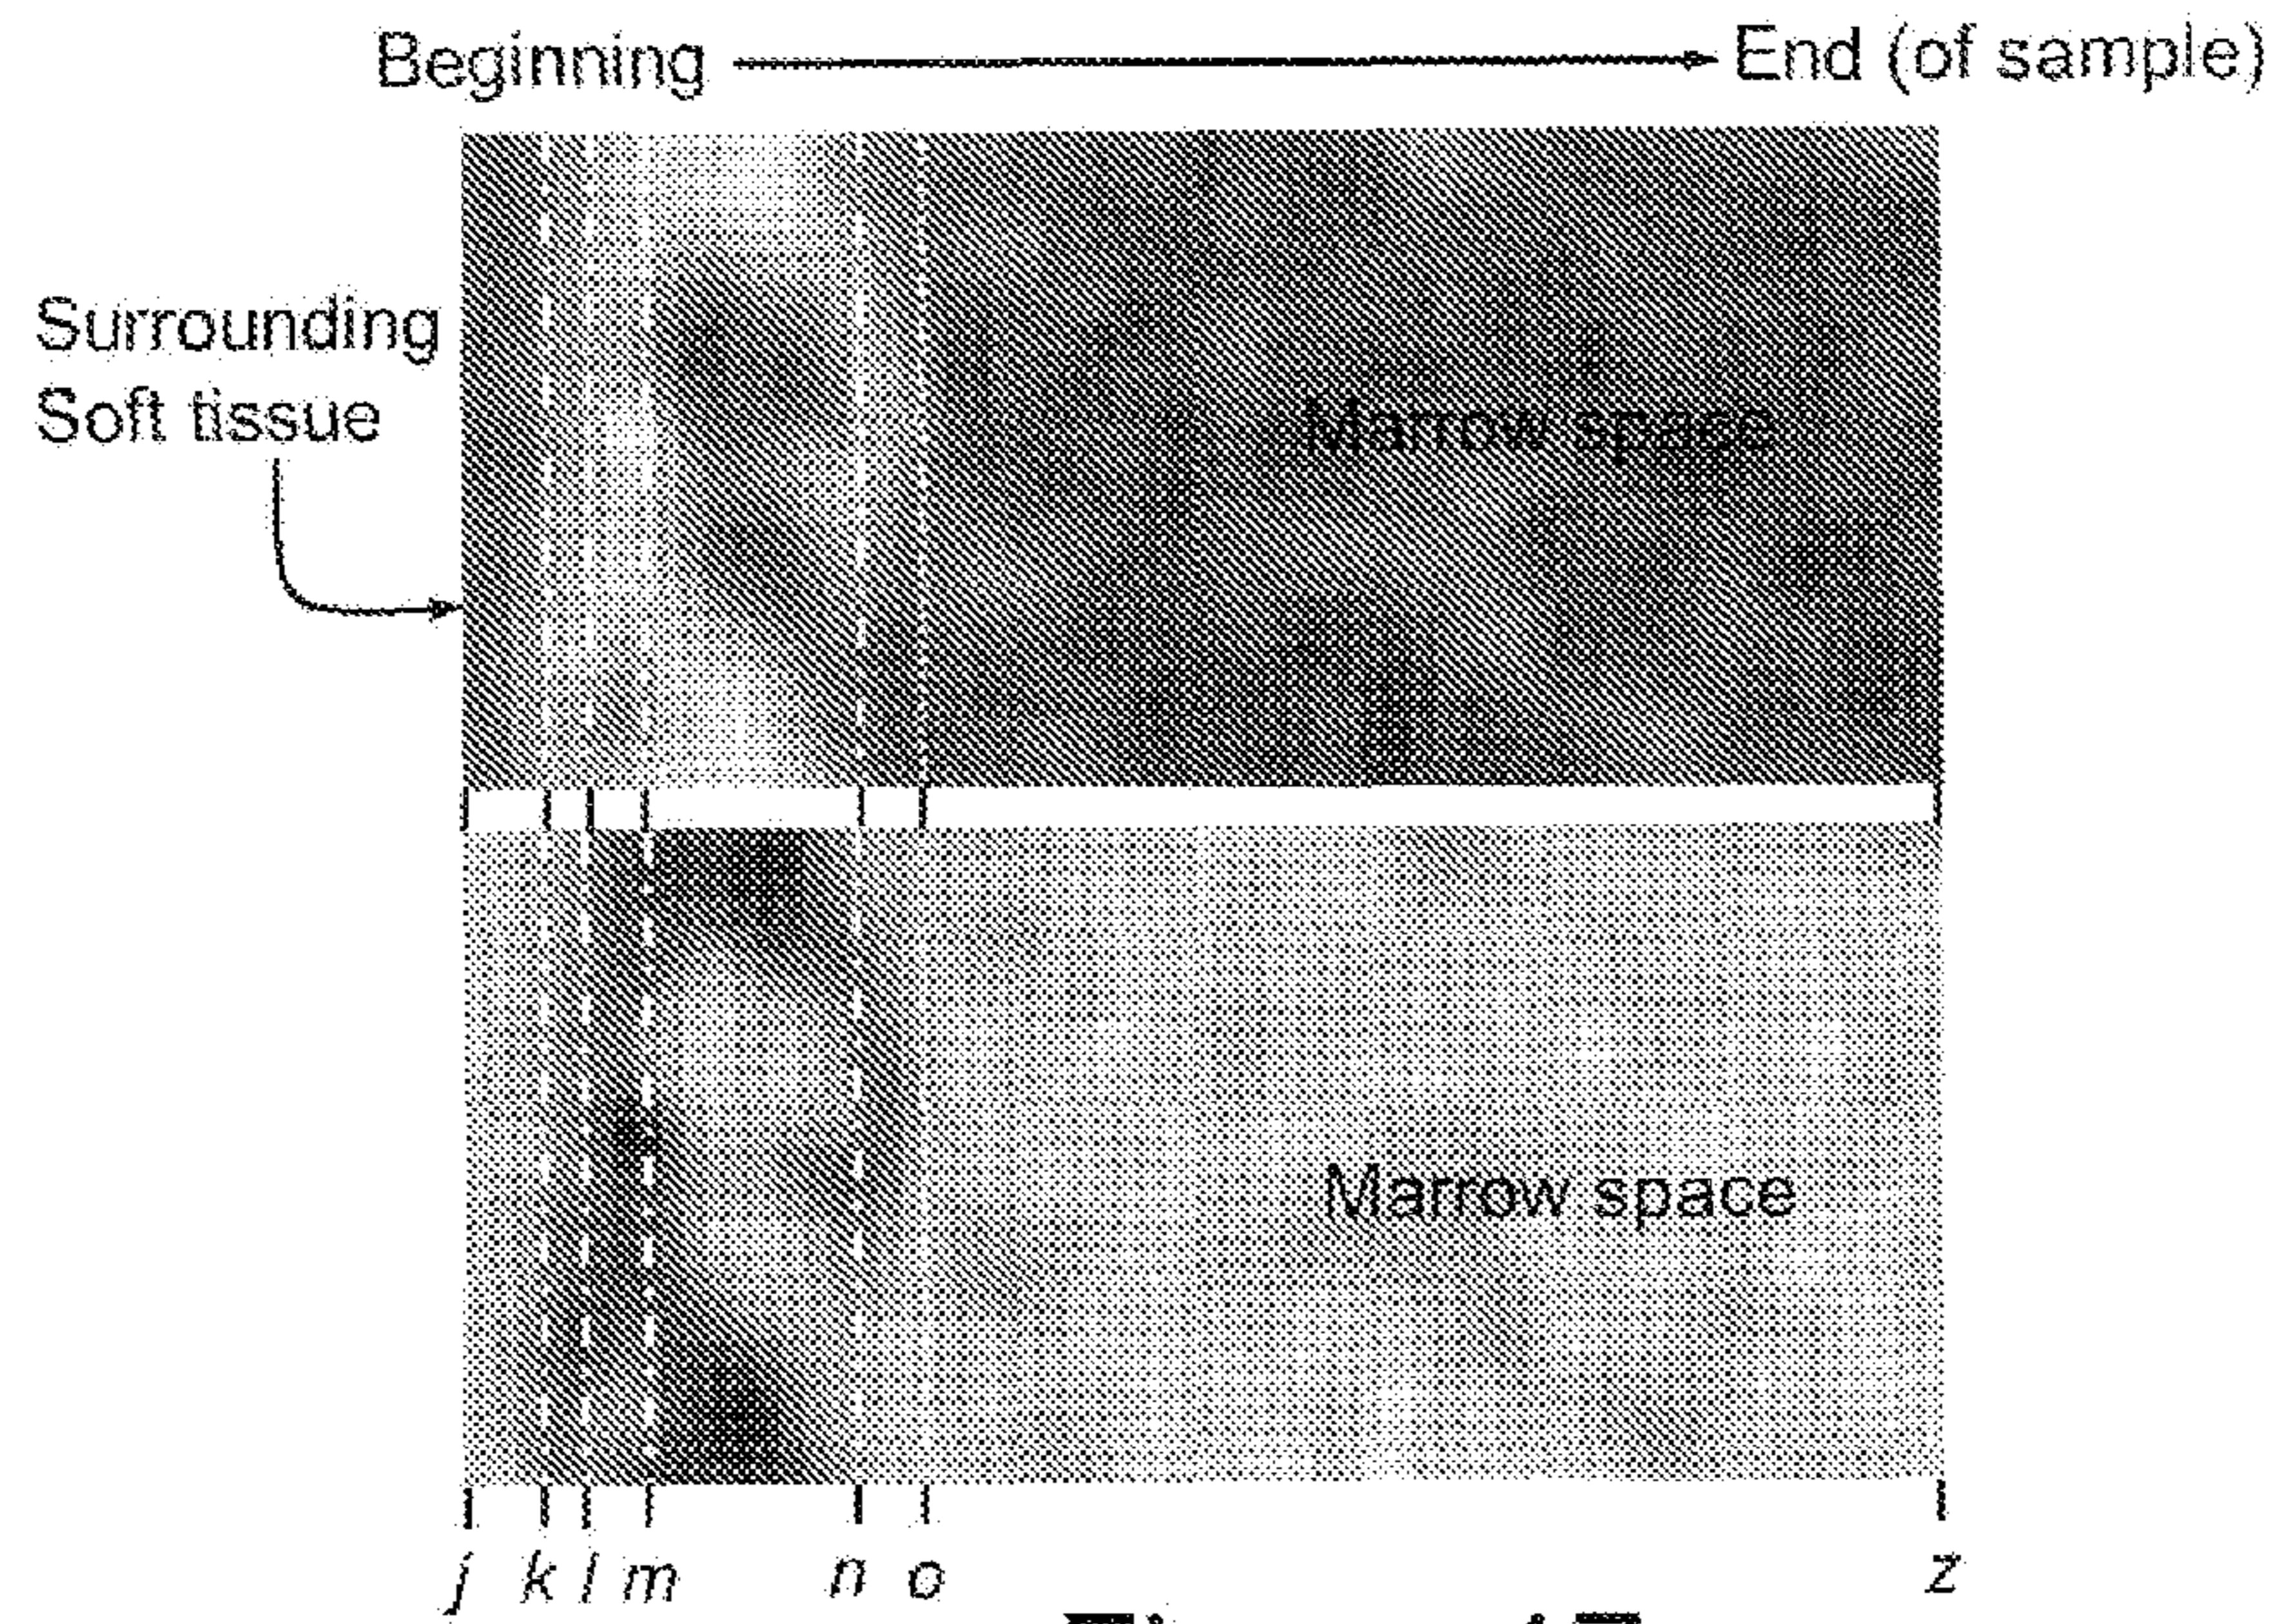 Beginning
End (of sample)
Surrounding
Soft tissue
Marrow space
Marrow space
j k l m n o z